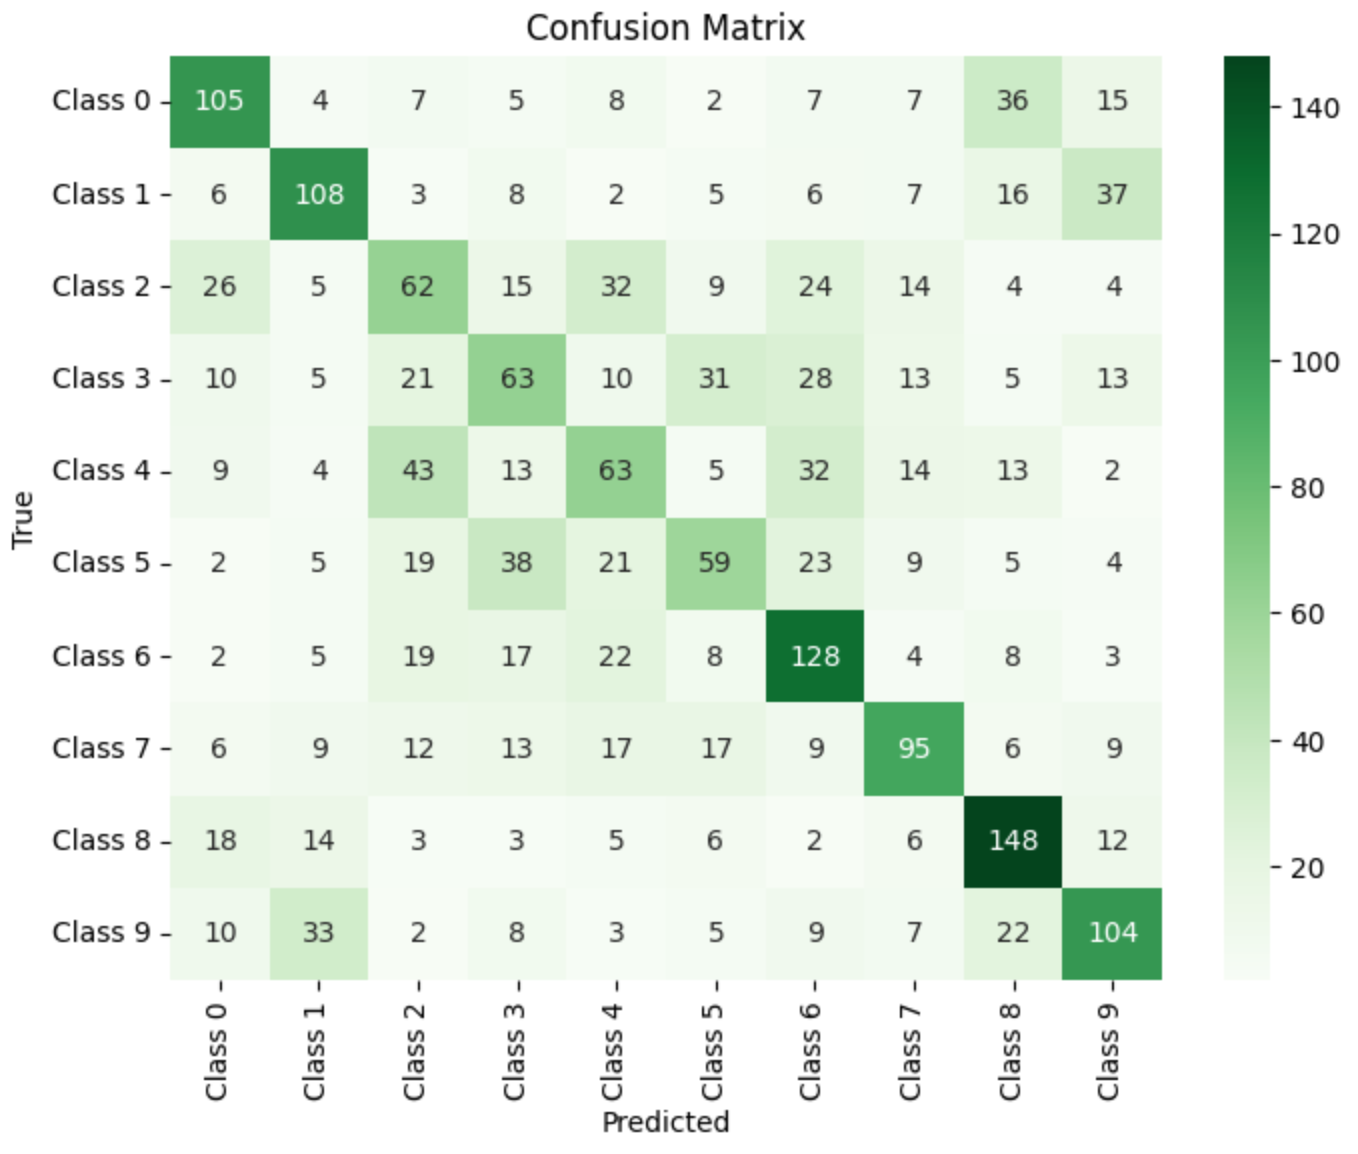 Confusion Matrix
Class 0 105 4 7 5 8 2 7 7 36 15
Class 1 6 108 3 8 2 5 6 7 16 37
Class 2 26 5 62 15 32 9 24 14 4 4
Class 3 10 5 21 63 10 31 28 13 5 13
Class 4 9 4 43 13 63 5 32 14 13 2
Class 5 2 5 19 38 21 59 23 9 5 4
Class 6 2 5 19 17 22 8 128 4 8 3
Class 7 6 9 12 13 17 17 9 95 6 9
Class 8 18 14 3 3 5 6 2 6 148 12
Class 9 10 33 2 8 3 5 9 7 22 104
True
Class 0 Class 1 Class 2 Class 3 Class 4 Class 5 Class 6 Class 7 Class 8 Class 9
Predicted
140
120
100
80
60
40
20